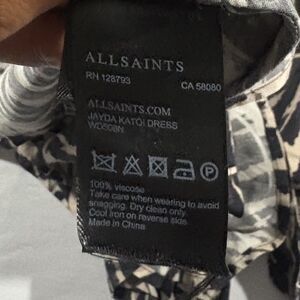 ALLSAINTS
RN 128793 CA 58080
ALLSAINTS.COM
JAYDA KATOI DRESS
WD508N
P
100% viscose
Take care when wearing to avoid
snagging. Dry clean only
Cool iron on reverse side
Made in China